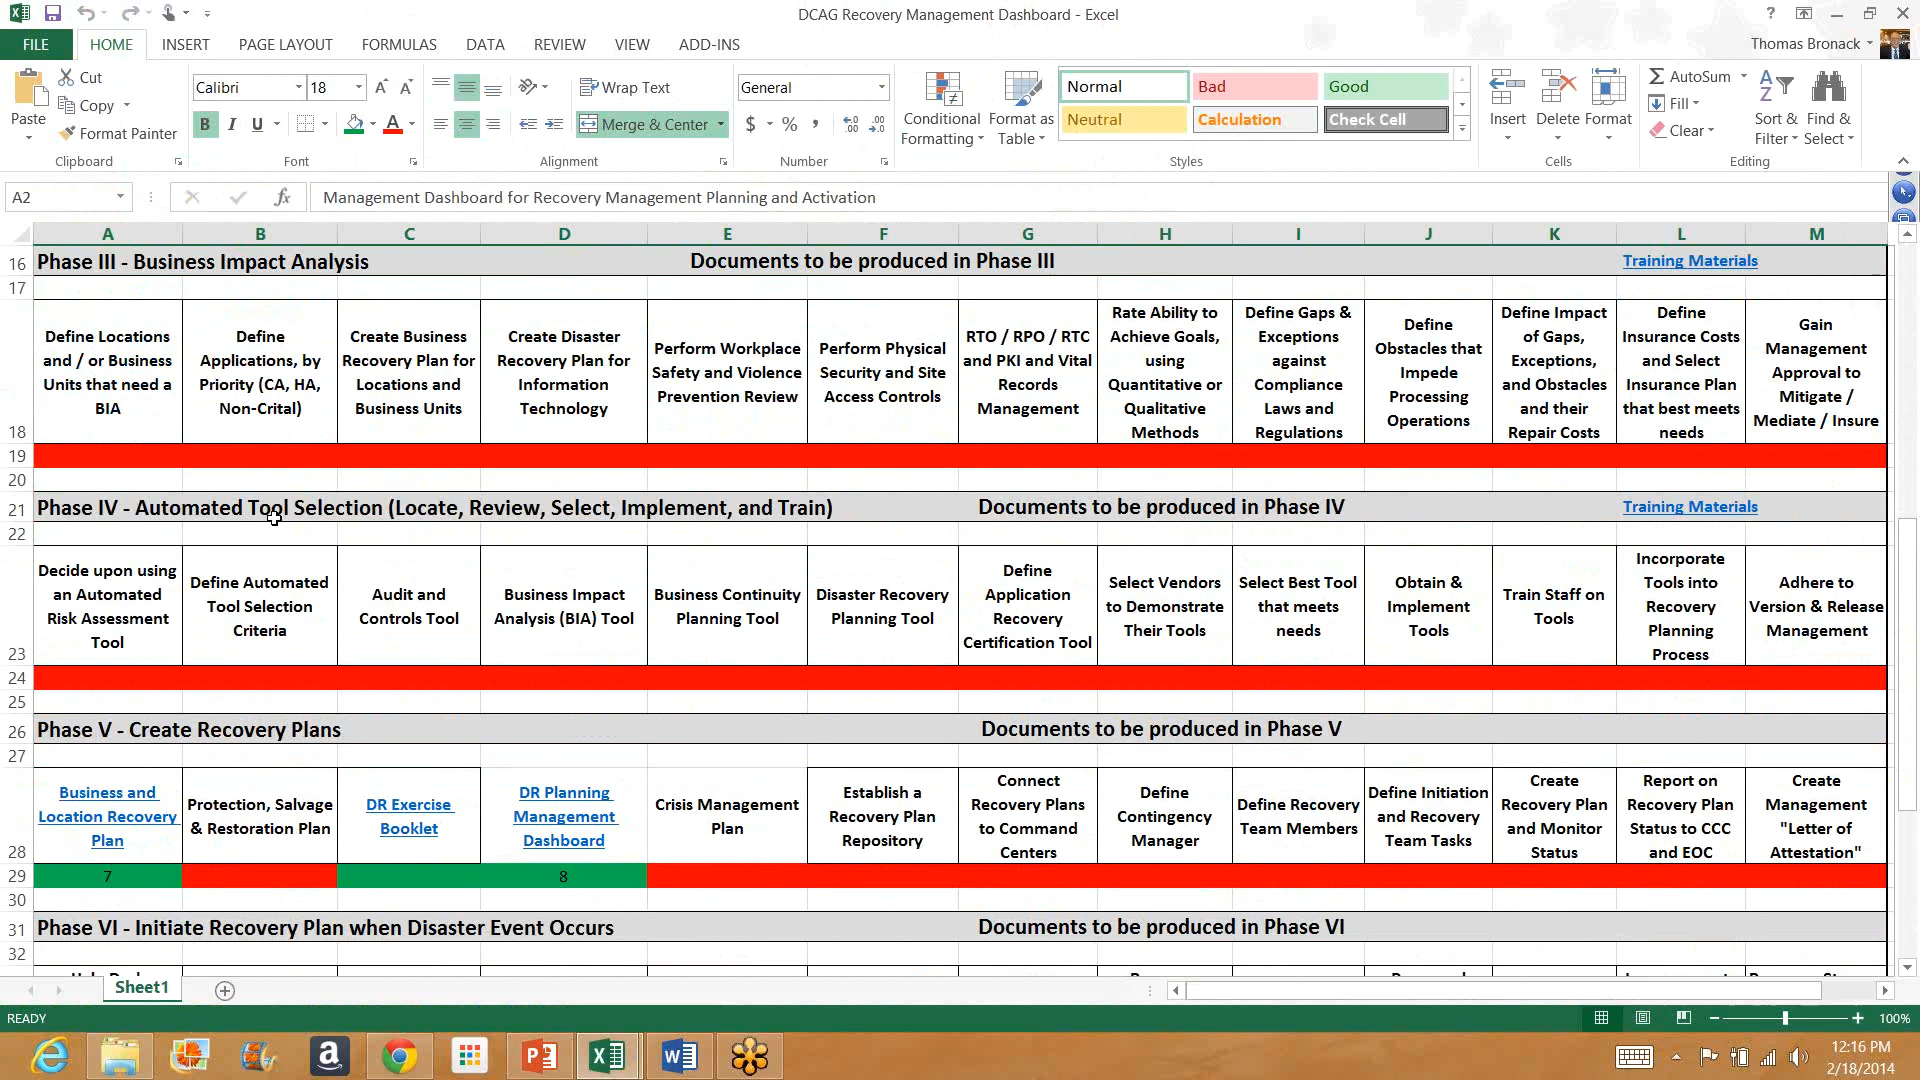 DCAG Recovery Management Dashboard - Excel
?
FILE
HOME
INSERT
PAGE LAYOUT
FORMULAS
DATA
REVIEW
VIEW
ADD-INS
Thomas Bronack
Paste
Cut
Copy
Format Painter
Clipboard
Calibri
18
B I U
Font
Wrap Text
Merge & Center
Alignment
General
$ % ,
Number
Conditional
Formatting
Format as
Table
Normal
Bad
Good
Neutral
Calculation
Check Cell
Styles
Insert
Delete
Format
Cells
AutoSum
Fill
Clear
Sort &
Filter
Find &
Select
Editing
A2
fx
Management Dashboard for Recovery Management Planning and Activation
A B C D E F G H I J K L M
16
Phase III - Business Impact Analysis
Documents to be produced in Phase III
Training Materials
17
18
Define Locations
and / or Business
Units that need a
BIA
Define
Applications, by
Priority (CA, HA,
Non-Crital)
Create Business
Recovery Plan for
Locations and
Business Units
Create Disaster
Recovery Plan for
Information
Technology
Perform Workplace
Safety and Violence
Prevention Review
Perform Physical
Security and Site
Access Controls
RTO / RPO / RTC
and PKI and Vital
Records
Management
Rate Ability to
Achieve Goals,
using
Quantitative or
Qualitative
Methods
Define Gaps &
Exceptions
against
Compliance
Laws and
Regulations
Define
Obstacles that
Impede
Processing
Operations
Define Impact
of Gaps,
Exceptions,
and Obstacles
and their
Repair Costs
Define
Insurance Costs
and Select
Insurance Plan
that best meets
needs
Gain
Management
Approval to
Mitigate /
Mediate / Insure
19
20
21
Phase IV - Automated Tool Selection (Locate, Review, Select, Implement, and Train)
Documents to be produced in Phase IV
Training Materials
22
23
Decide upon using
an Automated
Risk Assessment
Tool
Define Automated
Tool Selection
Criteria
Audit and
Controls Tool
Business Impact
Analysis (BIA) Tool
Business Continuity
Planning Tool
Disaster Recovery
Planning Tool
Define
Application
Recovery
Certification Tool
Select Vendors
to Demonstrate
Their Tools
Select Best Tool
that meets
needs
Obtain &
Implement
Tools
Train Staff on
Tools
Incorporate
Tools into
Recovery
Planning
Process
Adhere to
Version & Release
Management
24
25
26
Phase V - Create Recovery Plans
Documents to be produced in Phase V
27
28
Business and
Location Recovery
Plan
Protection, Salvage
& Restoration Plan
DR Exercise
Booklet
DR Planning
Management
Dashboard
Crisis Management
Plan
Establish a
Recovery Plan
Repository
Connect
Recovery Plans
to Command
Centers
Define
Contingency
Manager
Define Recovery
Team Members
Define Initiation
and Recovery
Team Tasks
Create
Recovery Plan
and Monitor
Status
Report on
Recovery Plan
Status to CCC
and EOC
Create
Management
"Letter of
Attestation"
29
7
8
30
31
Phase VI - Initiate Recovery Plan when Disaster Event Occurs
Documents to be produced in Phase VI
32
Sheet1
READY
100%
12:16 PM
2/18/2014